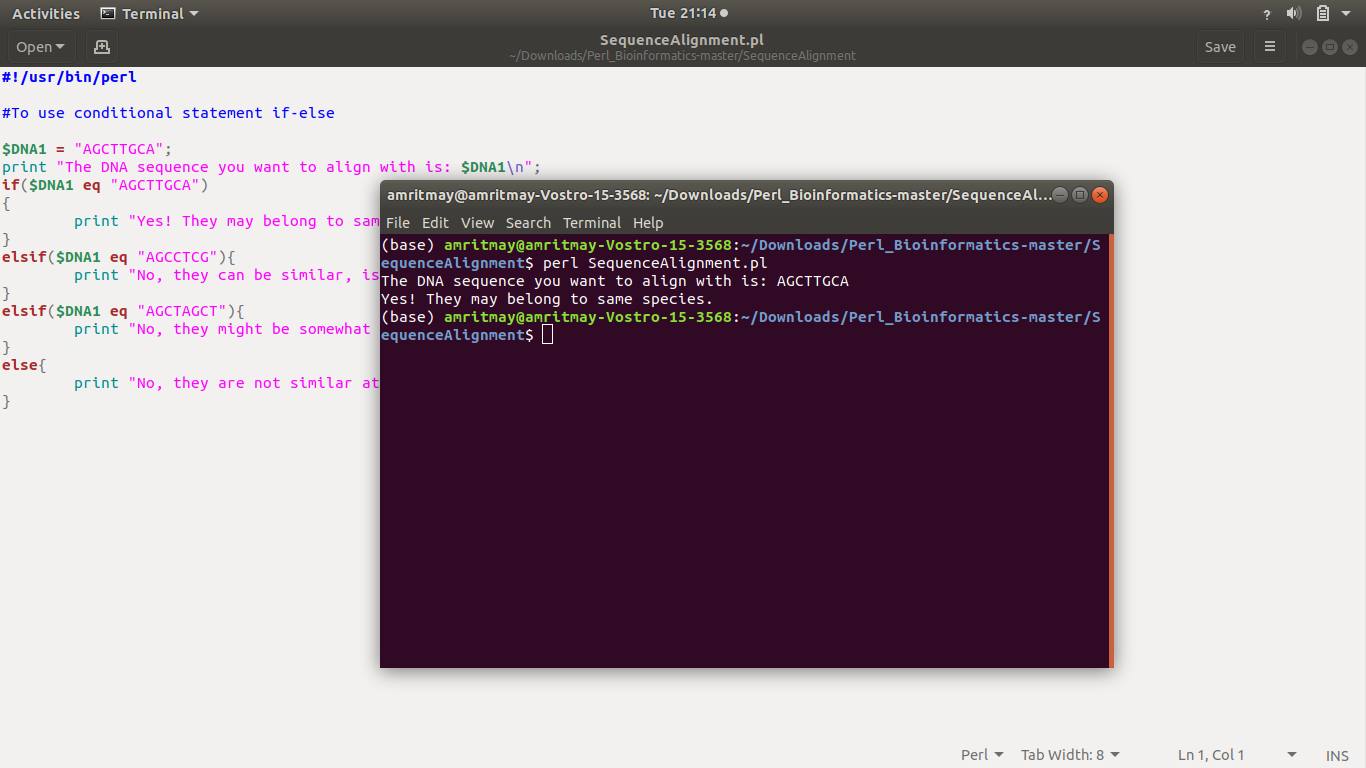 Activities Terminal Tue 21:14 ?
Open SequenceAlignment.pl Save
~/Downloads/Perl_Bioinformatics-master/SequenceAlignment
#!/usr/bin/perl
#To use conditional statement if-else
$DNA1 = "AGCTTGCA";
print "The DNA sequence you want to align with is: $DNA1\n";
if($DNA1 eq "AGCTTGCA")
{
print "Yes! They may belong to sam
}
elsif($DNA1 eq "AGCCTCG"){
print "No, they can be similar, is
}
elsif($DNA1 eq "AGCTAGCT"){
print "No, they might be somewhat
}
else{
print "No, they are not similar at
}
amritmay@amritmay-Vostro-15-3568: ~/Downloads/Perl_Bioinformatics-master/SequenceAl...
File Edit View Search Terminal Help
(base) amritmay@amritmay-Vostro-15-3568:~/Downloads/Perl_Bioinformatics-master/S
equenceAlignment$ perl SequenceAlignment.pl
The DNA sequence you want to align with is: AGCTTGCA
Yes! They may belong to same species.
(base) amritmay@amritmay-Vostro-15-3568:~/Downloads/Perl_Bioinformatics-master/S
equenceAlignment$
Perl Tab Width: 8 Ln 1, Col 1 INS